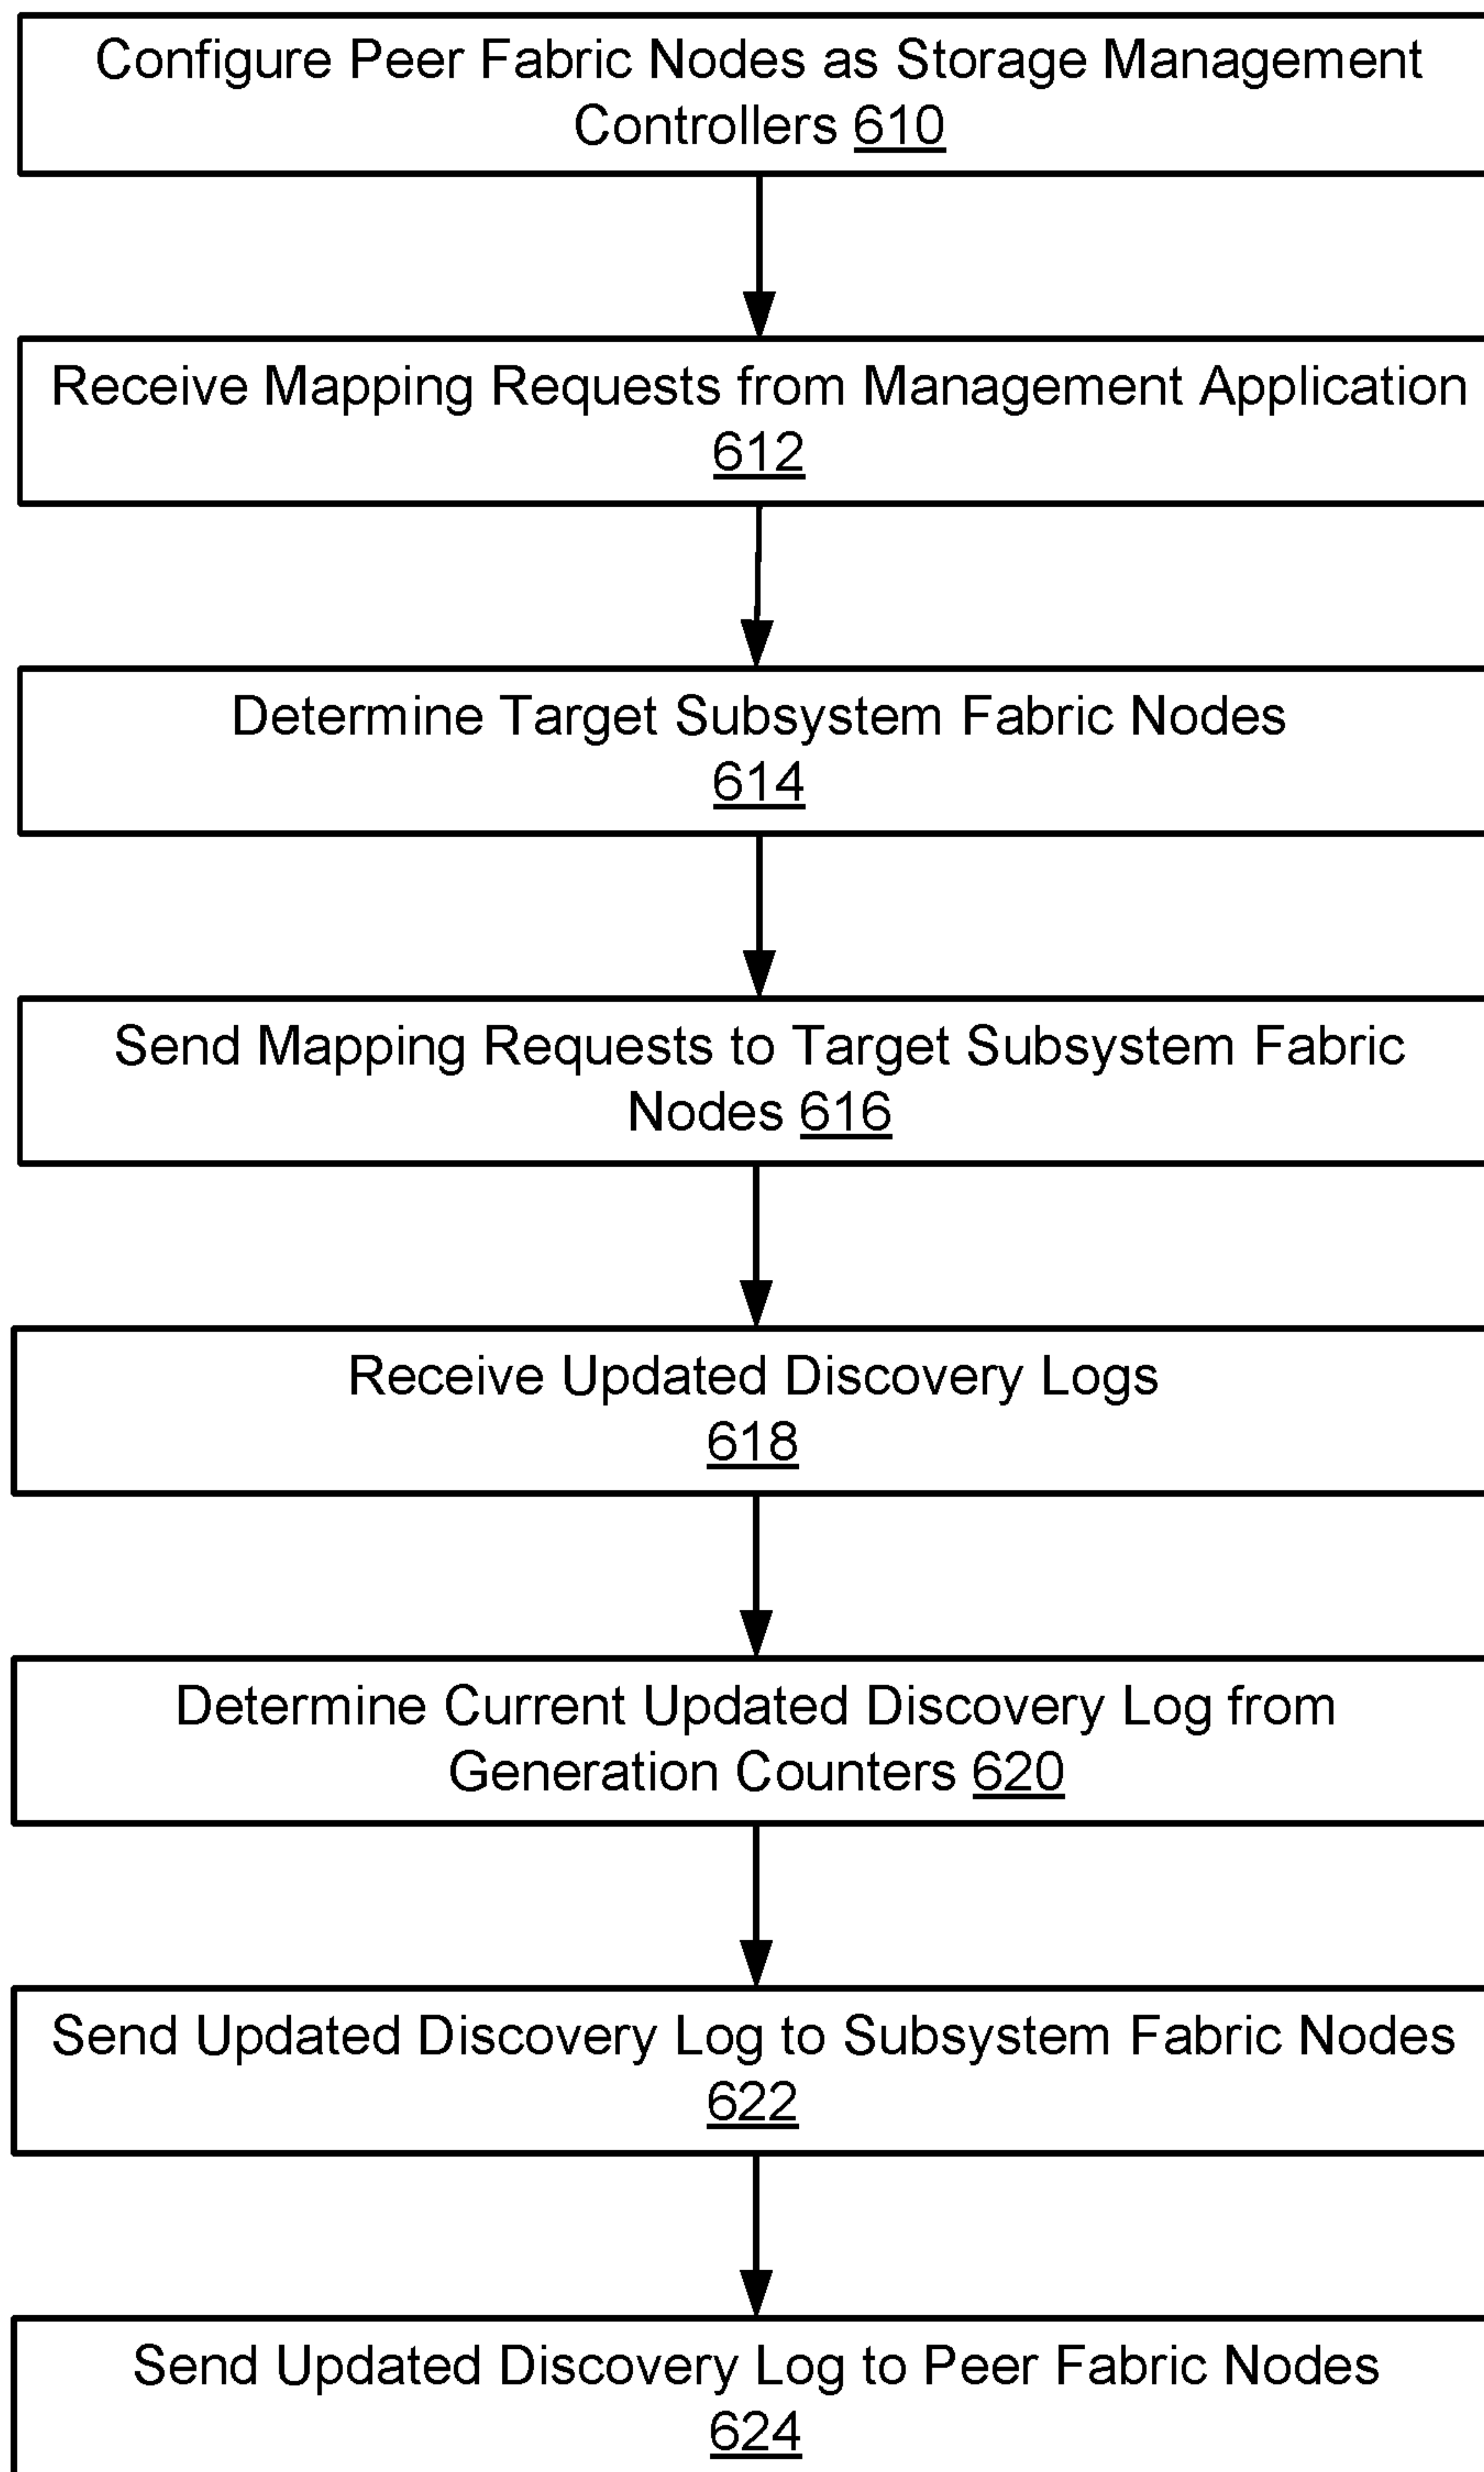 Configure Peer Fabric Nodes as Storage Management
Controllers 610
Receive Mapping Requests from Management Application
612
Determine Target Subsystem Fabric Nodes
614
Send Mapping Requests to Target Subsystem Fabric
Nodes 616
Receive Updated Discovery Logs
618
Determine Current Updated Discovery Log from
Generation Counters 620
Send Updated Discovery Log to Subsystem Fabric Nodes
622
Send Updated Discovery Log to Peer Fabric Nodes
624